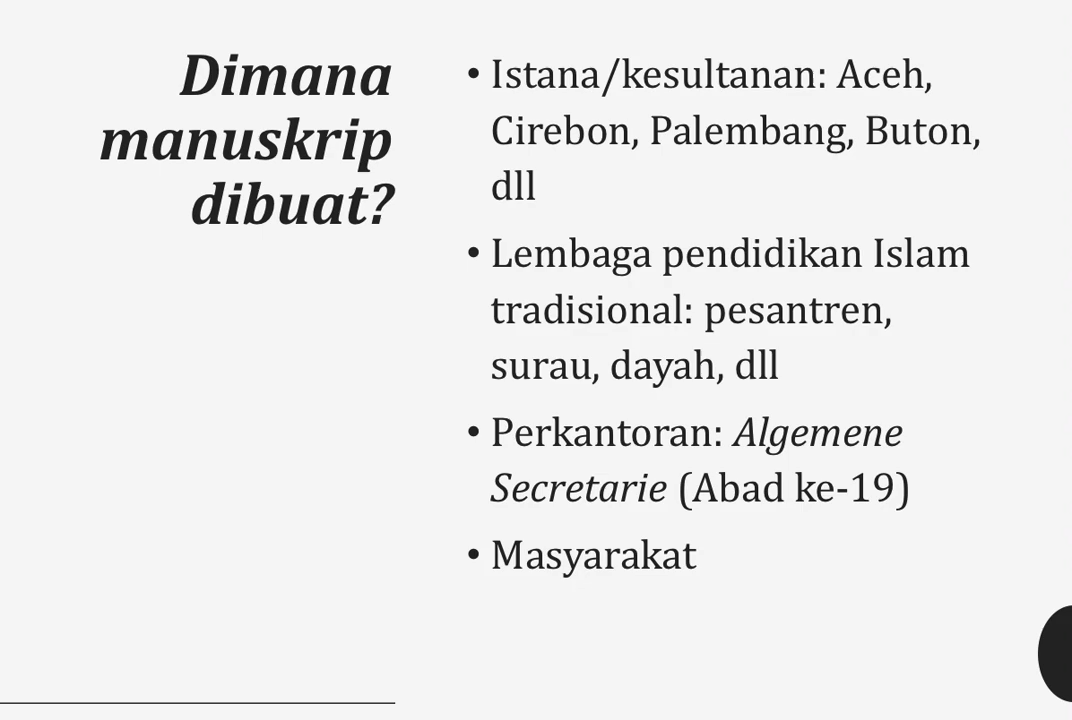 Dimana
manuskrip
dibuat?
• Istana/kesultanan: Aceh,
Cirebon, Palembang, Buton,
dll
• Lembaga pendidikan Islam
tradisional: pesantren,
surau, dayah, dll
• Perkantoran: Algemene
Secretarie (Abad ke-19)
• Masyarakat